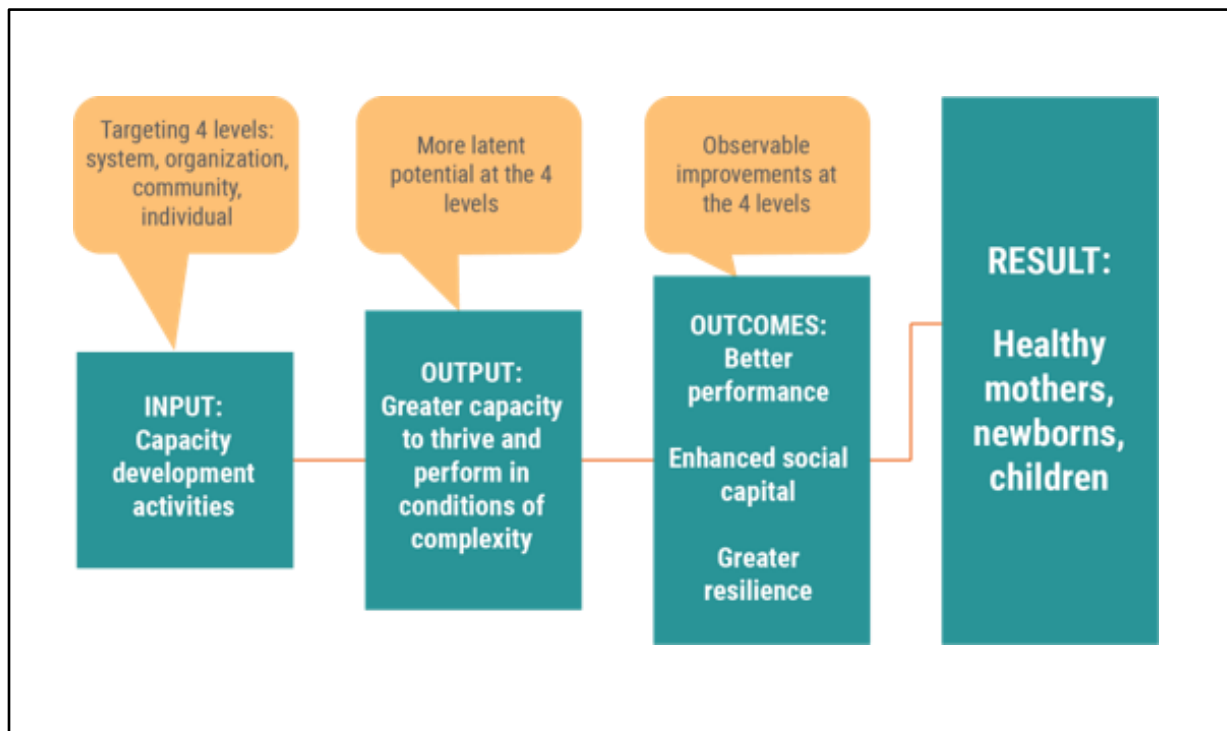 Targeting 4 levels:
system, organization,
community,
individual
INPUT:
Capacity
development
activities
More latent
potential at the 4
levels
OUTPUT:
Greater capacity
to thrive and
perform in
conditions of
complexity
Observable
improvements at
the 4 levels
OUTCOMES:
Better
performance
Enhanced social
capital
Greater
resilience
RESULT:
Healthy
mothers,
newborns,
children